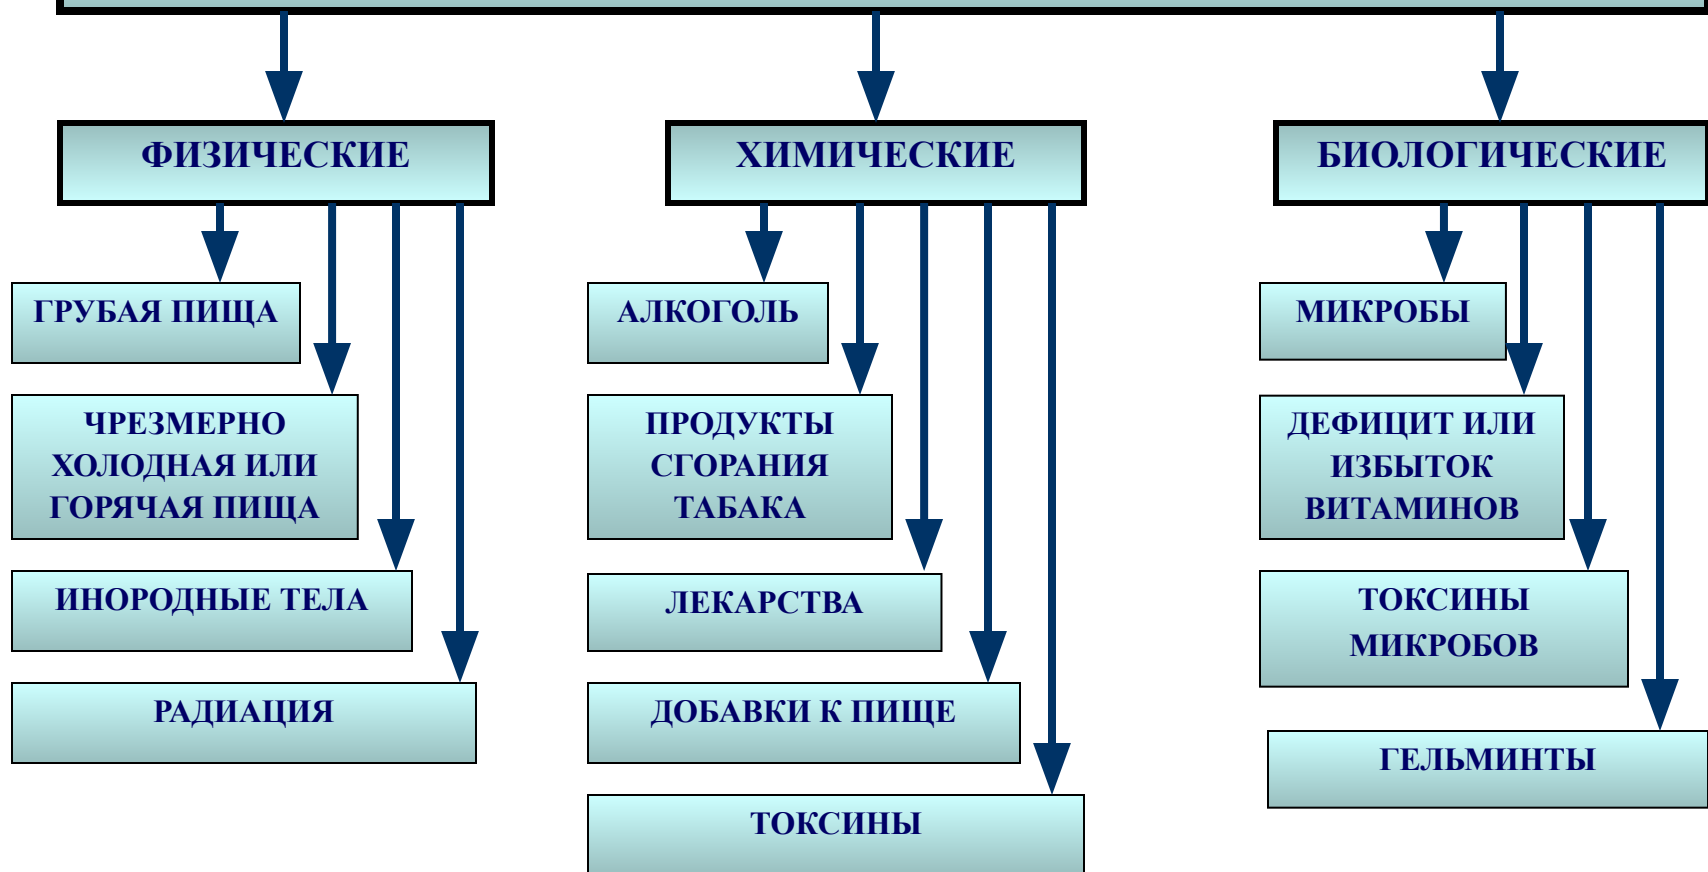 ФИЗИЧЕСКИЕ
ХИМИЧЕСКИЕ
БИОЛОГИЧЕСКИЕ
ГРУБАЯ ПИЩА
ЧРЕЗМЕРНО
ХОЛОДНАЯ ИЛИ
ГОРЯЧАЯ ПИЩА
ИНОРОДНЫЕ ТЕЛА
РАДИАЦИЯ
АЛКОГОЛЬ
ПРОДУКТЫ
СГОРАНИЯ
ТАБАКА
ЛЕКАРСТВА
ДОБАВКИ К ПИЩЕ
ТОКСИНЫ
МИКРОБЫ
ДЕФИЦИТ ИЛИ
ИЗБЫТОК
ВИТАМИНОВ
ТОКСИНЫ
МИКРОБОВ
ГЕЛЬМИНТЫ